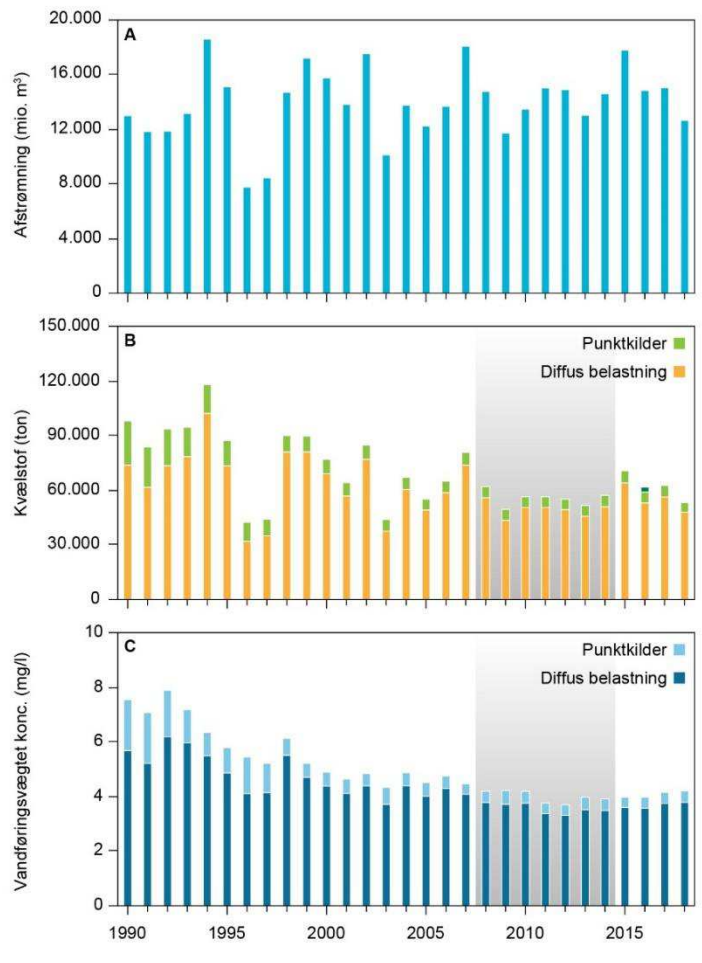 A
Afstrømning (mio. m³)
20.000
16.000
12.000
8.000
4.000
0
B
Kvælstof (ton)
150.000
120.000
90.000
60.000
30.000
0
Punktkilder
Diffus belastning
C
Vandføringsvægtet konc. (mg/l)
10
8
6
4
2
0
Punktkilder
Diffus belastning
1990 1995 2000 2005 2010 2015